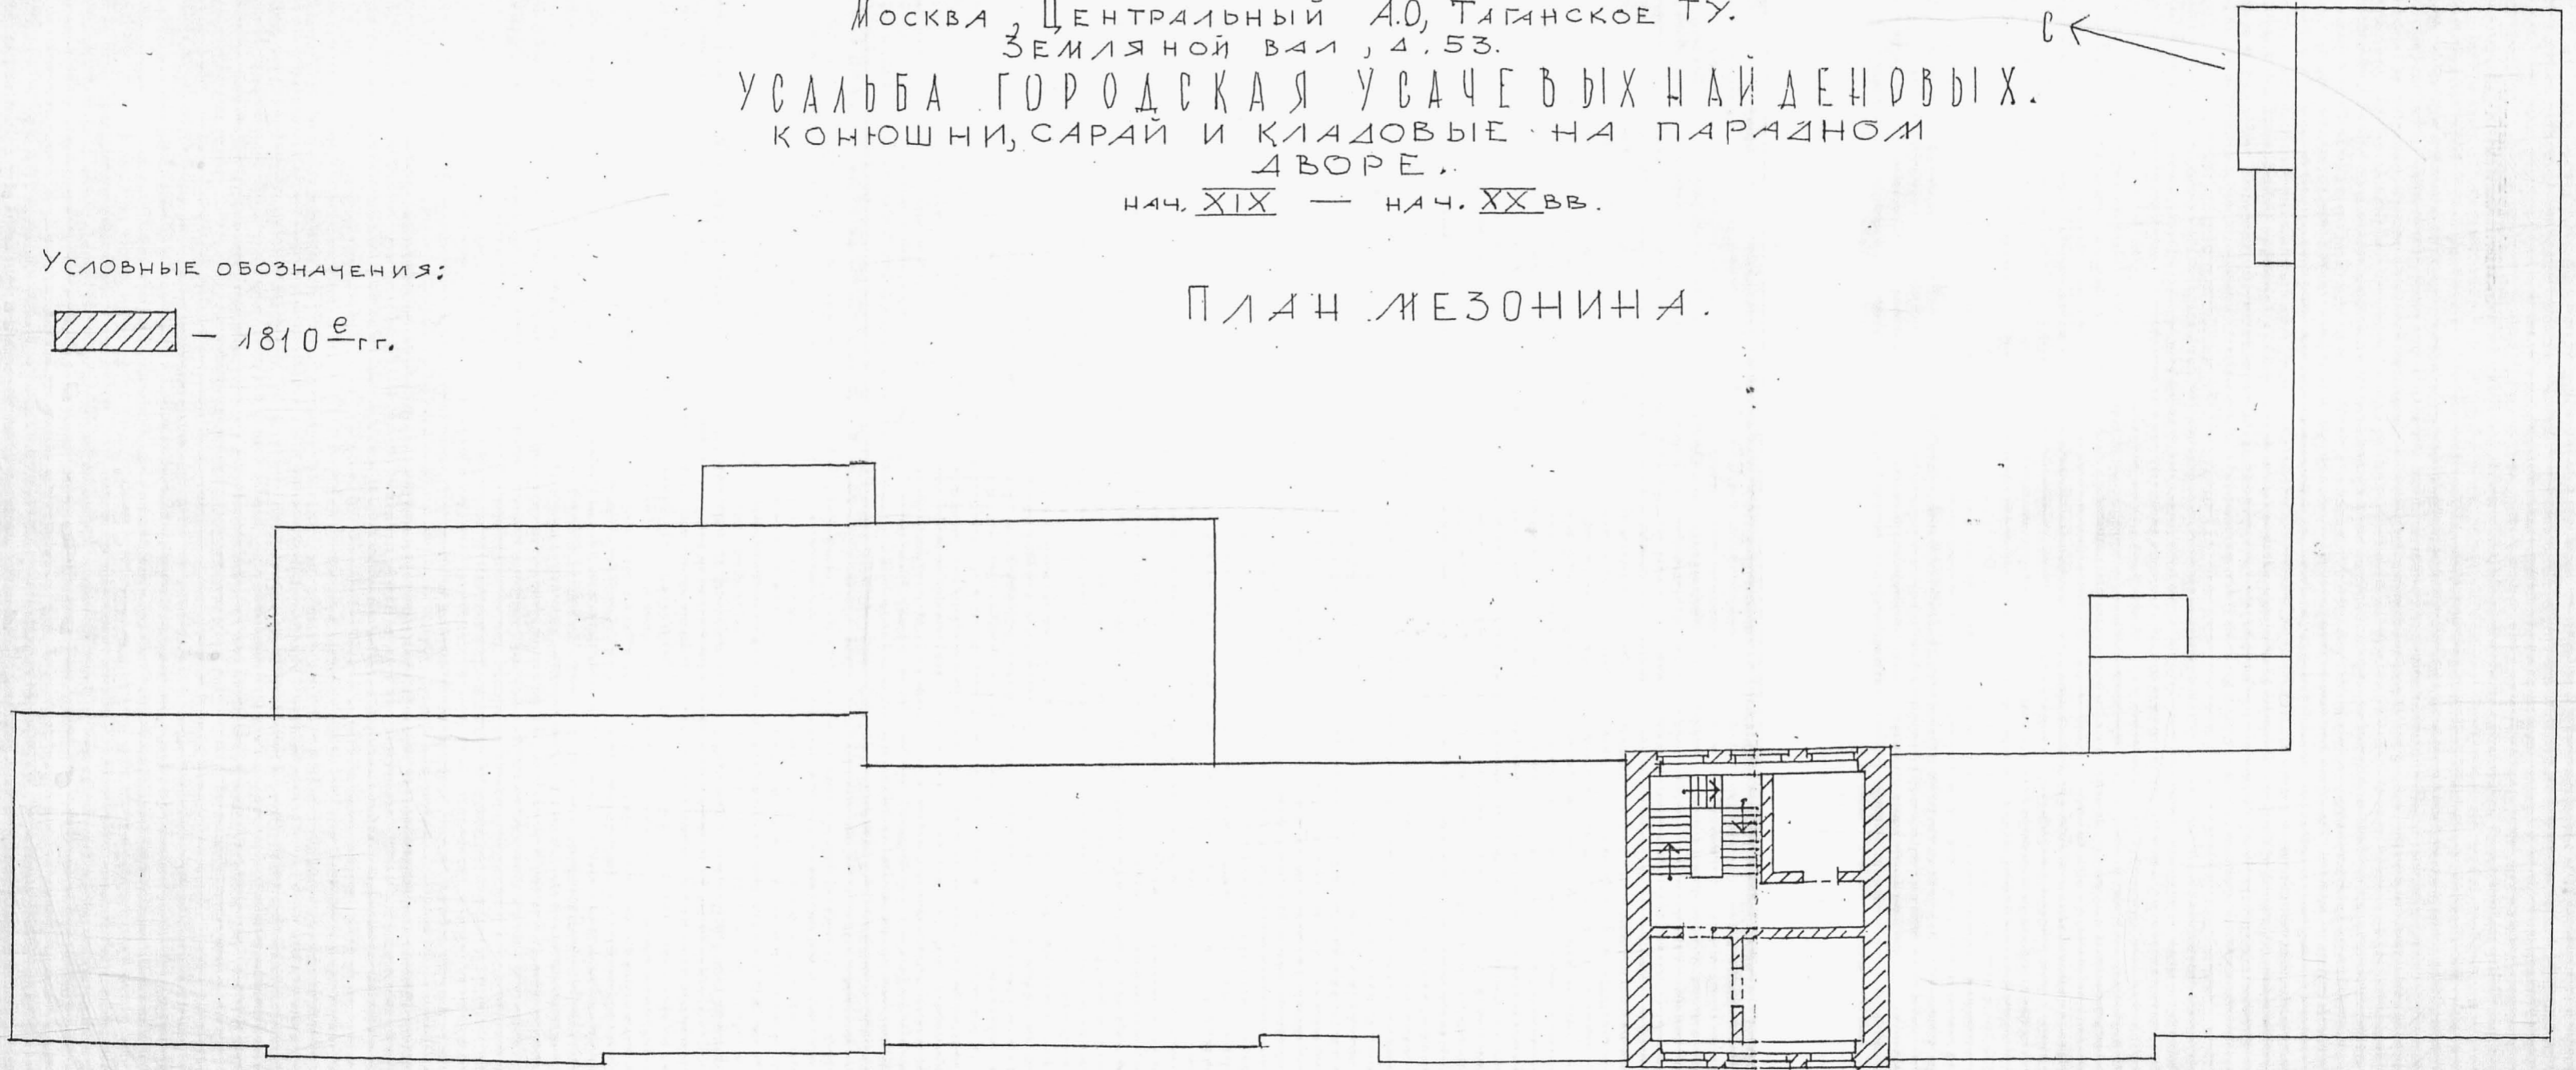 Москва, Центральный А.О, Таганское ТУ.
Земляной вал, д. 53.
УСАДЬБА ГОРОДСКАЯ УСАЧЕВЫХ НАЙДЕНОВЫХ.
КОНЮШНИ, САРАЙ И КЛАДОВЫЕ НА ПАРАДНОМ
ДВОРЕ.
НАЧ. XIX — НАЧ. XX ВВ.
С
Условные обозначения:
— 1810е гг.
ПЛАН МЕЗОНИНА.